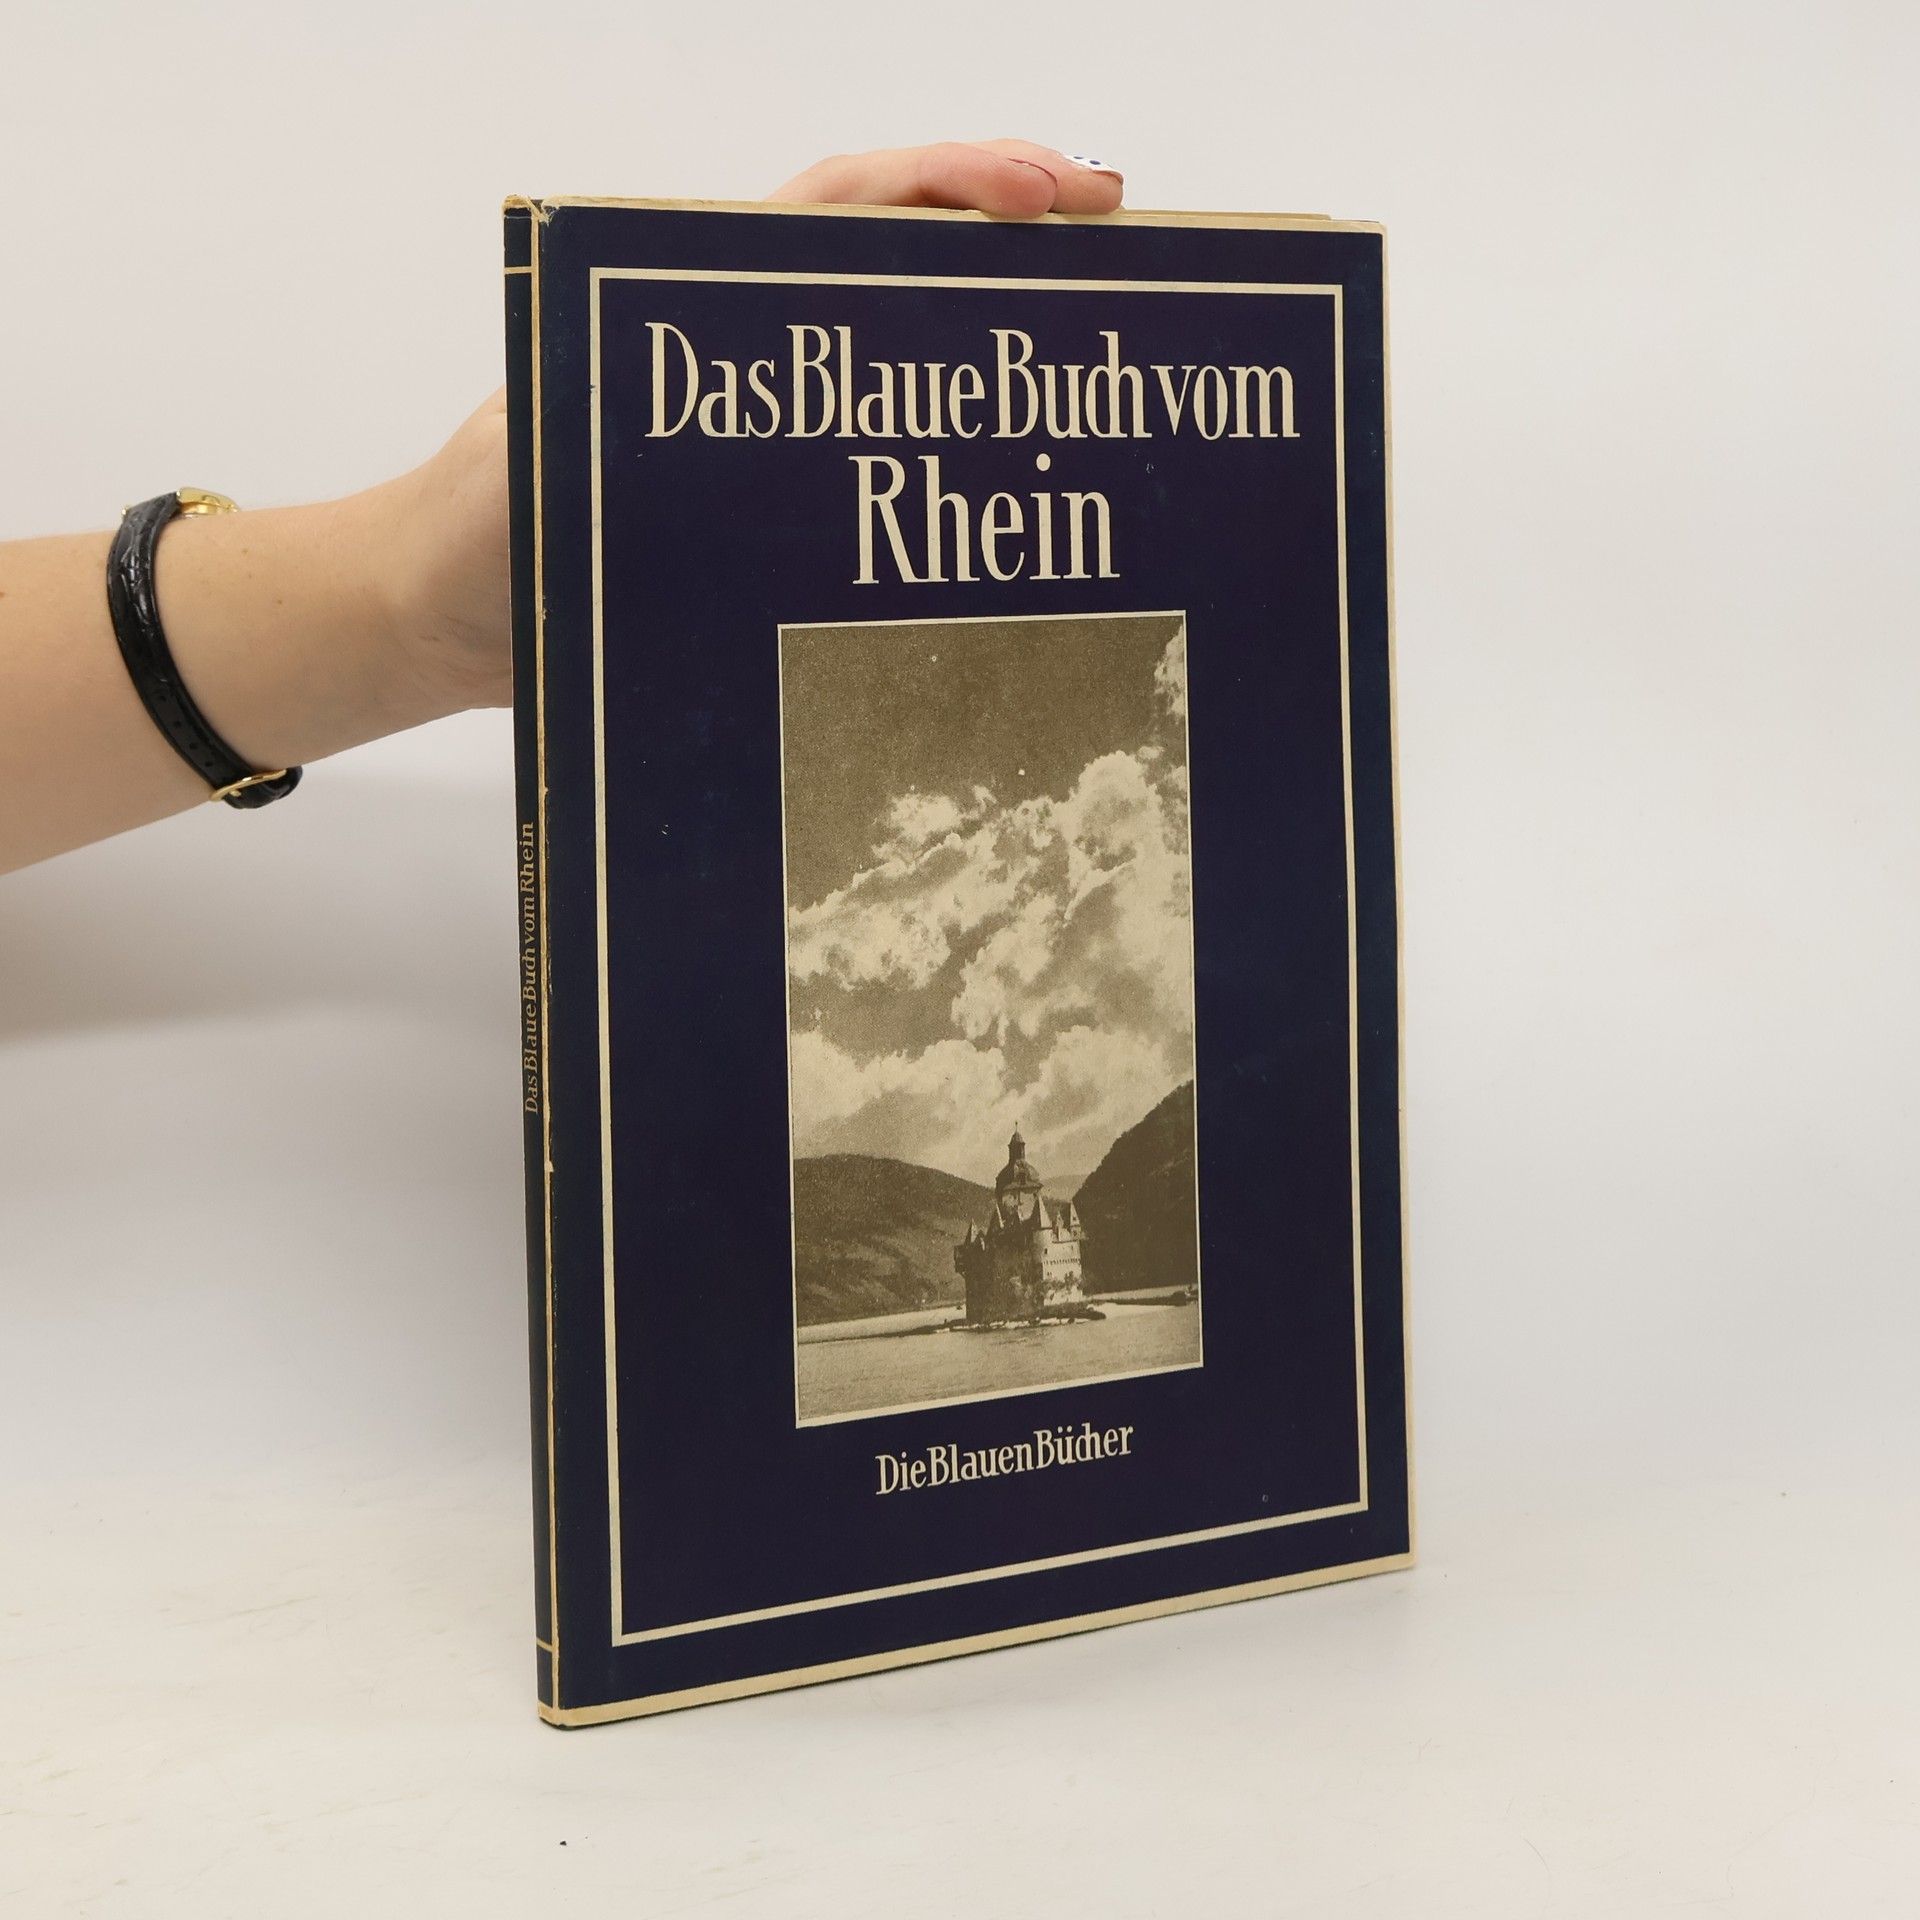 Das Blaue Buch vom
Rhein
Die Blauen Bücher
Das Blaue Buch vom Rhein